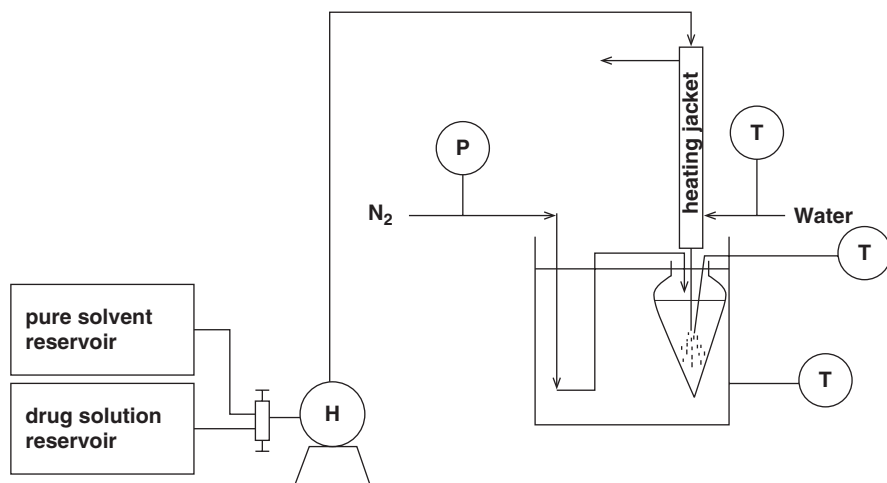 heating jacket
T
P
N₂
Water
T
pure solvent
reservoir
T
H
drug solution
reservoir